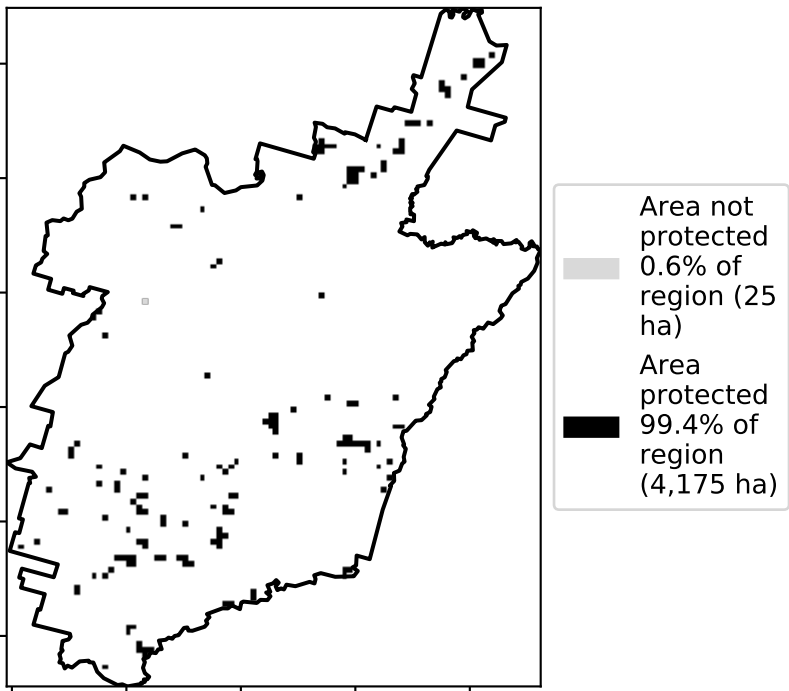 Area not
protected
0.6% of
region (25
ha)
Area
protected
99.4% of
region
(4,175 ha)